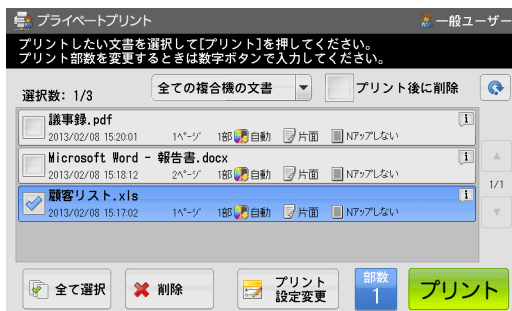 プライベートプリント
一般ユーザー
プリントしたい文書を選択して[プリント]を押してください。
プリント部数を変更するときは数字ボタンで入力してください。
選択数: 1/3
全ての複合機の文書
プリント後に削除
議事録.pdf
2013/02/08 15:20:01 1ページ 1部 自動 片面 Nアップしない
Microsoft Word - 報告書.docx
2013/02/08 15:18:12 2ページ 1部 自動 片面 Nアップしない
顧客リスト.xls
2013/02/08 15:17:02 1ページ 1部 自動 片面 Nアップしない
1/1
全て選択
削除
プリント
設定変更
部数
1
プリント